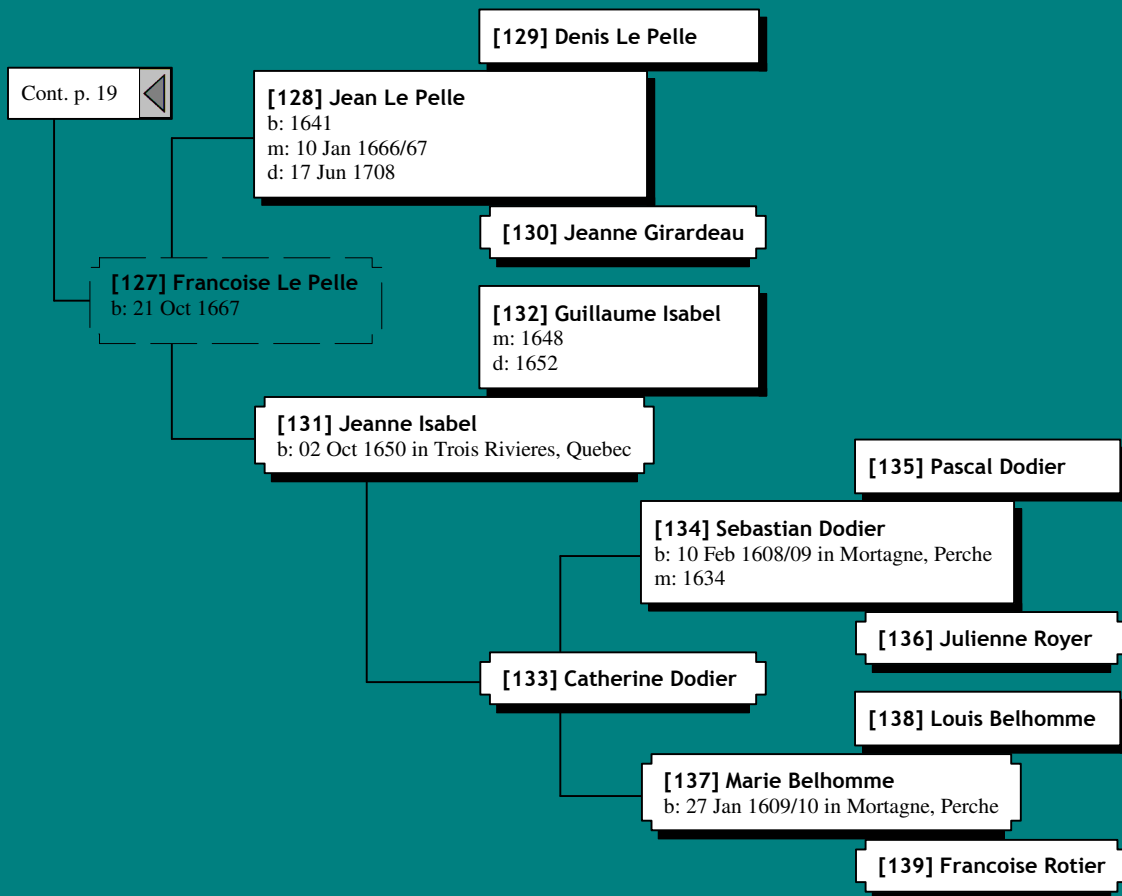 [129] Denis Le Pelle
Cont. p. 19
[128] Jean Le Pelle
b: 1641
m: 10 Jan 1666/67
d: 17 Jun 1708
[130] Jeanne Girardeau
[127] Francoise Le Pelle
b: 21 Oct 1667
[132] Guillaume Isabel
m: 1648
d: 1652
[131] Jeanne Isabel
b: 02 Oct 1650 in Trois Rivieres, Quebec
[135] Pascal Dodier
[134] Sebastian Dodier
b: 10 Feb 1608/09 in Mortagne, Perche
m: 1634
[136] Julienne Royer
[133] Catherine Dodier
[138] Louis Belhomme
[137] Marie Belhomme
b: 27 Jan 1609/10 in Mortagne, Perche
[139] Francoise Rotier